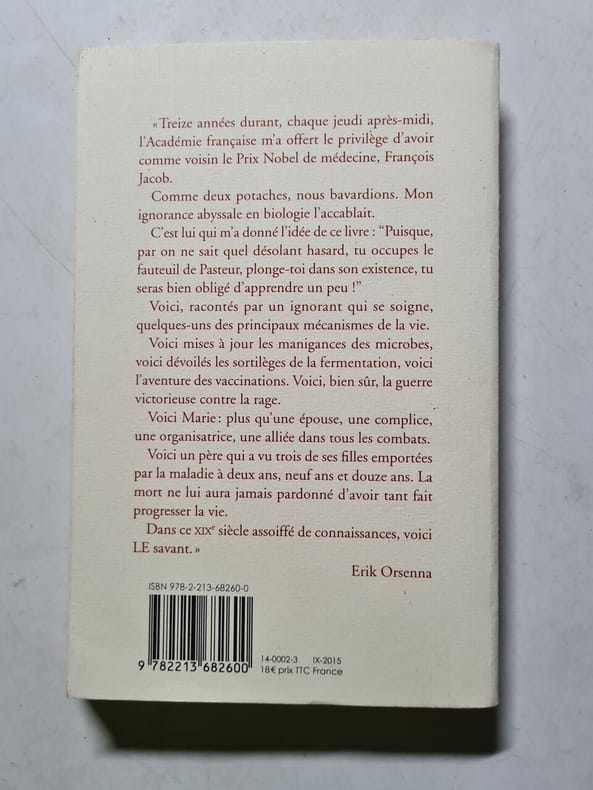 « Treize années durant, chaque jeudi après-midi,
l'Académie française m'a offert le privilège d'avoir
comme voisin le Prix Nobel de médecine, François
Jacob.
Comme deux potaches, nous bavardions. Mon
ignorance abyssale en biologie l'accablait.
C'est lui qui m'a donné l'idée de ce livre : “Puisque,
par on ne sait quel désolant hasard, tu occupes le
fauteuil de Pasteur, plonge-toi dans son existence, tu
seras bien obligé d'apprendre un peu !”
Voici, racontés par un ignorant qui se soigne,
quelques-uns des principaux mécanismes de la vie.
Voici mises à jour les manigances des microbes,
voici dévoilés les sortilèges de la fermentation, voici
l'aventure des vaccinations. Voici, bien sûr, la guerre
victorieuse contre la rage.
Voici Marie : plus qu'une épouse, une complice,
une organisatrice, une alliée dans tous les combats.
Voici un père qui a vu trois de ses filles emportées
par la maladie à deux ans, neuf ans et douze ans. La
mort ne lui aura jamais pardonné d'avoir tant fait
progresser la vie.
Dans ce XIXe siècle assoiffé de connaissances, voici
LE savant. »
Erik Orsenna
ISBN 978-2-213-68260-0
9 782213 682600
14-0002-3 IX-2015
18 € prix TTC France